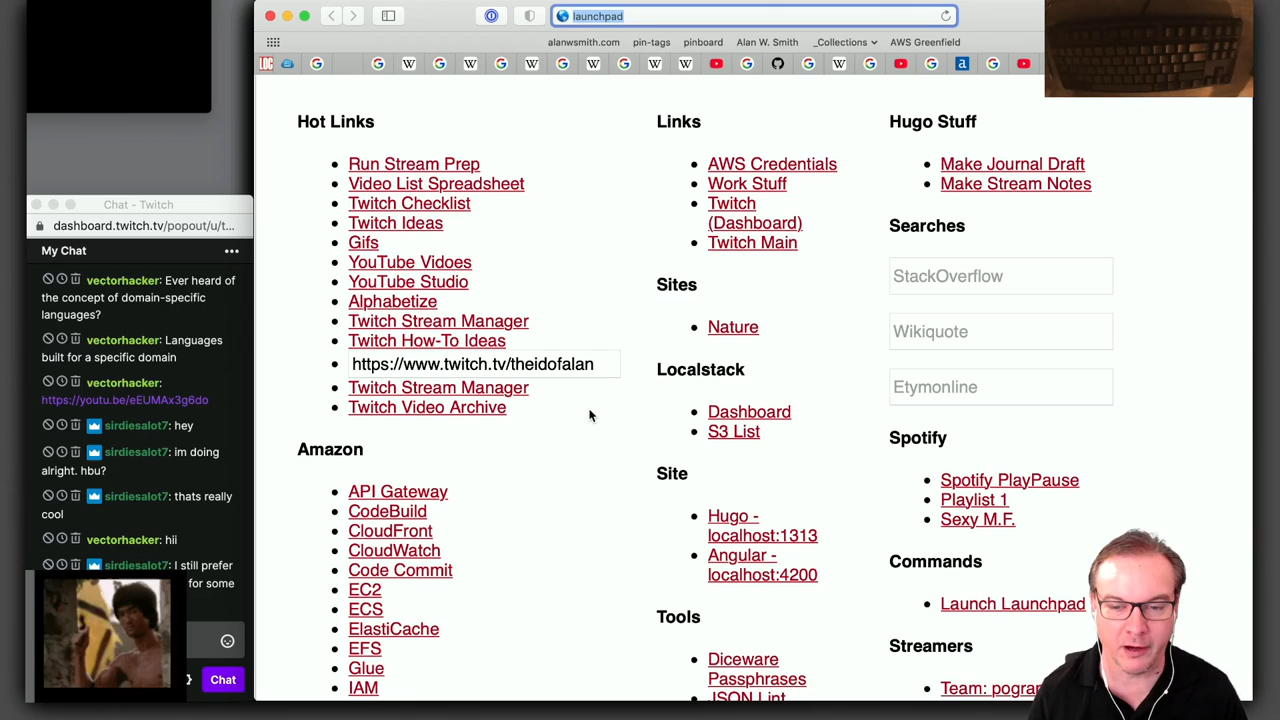 launchpad
alanwsmith.com
pin-tags
pinboard
Alan W. Smith
_Collections
AWS Greenfield
Chat - Twitch
dashboard.twitch.tv/popout/u/t...
My Chat
vectorhacker: Ever heard
of the concept of domain-specific
languages?
vectorhacker: Languages
built for a specific domain
vectorhacker:
https://youtu.be/eEUMAx3g6do
sirdiesalot7: hey
sirdiesalot7: im doing
alright. hbu?
sirdiesalot7: thats really
cool
vectorhacker: hii
sirdiesalot7: I still prefer
for some
Chat
Hot Links
Run Stream Prep
Video List Spreadsheet
Twitch Checklist
Twitch Ideas
Gifs
YouTube Vidoes
YouTube Studio
Alphabetize
Twitch Stream Manager
Twitch How-To Ideas
https://www.twitch.tv/theidofalan
Twitch Stream Manager
Twitch Video Archive
Amazon
API Gateway
CodeBuild
CloudFront
CloudWatch
Code Commit
EC2
ECS
ElastiCache
EFS
Glue
IAM
Links
AWS Credentials
Work Stuff
Twitch
(Dashboard)
Twitch Main
Sites
Nature
Localstack
Dashboard
S3 List
Site
Hugo -
localhost:1313
Angular -
localhost:4200
Tools
Diceware
Passphrases
JSON Lint
Hugo Stuff
Make Journal Draft
Make Stream Notes
Searches
StackOverflow
Wikiquote
Etymonline
Spotify
Spotify PlayPause
Playlist 1
Sexy M.F.
Commands
Launch Launchpad
Streamers
Team: pogra